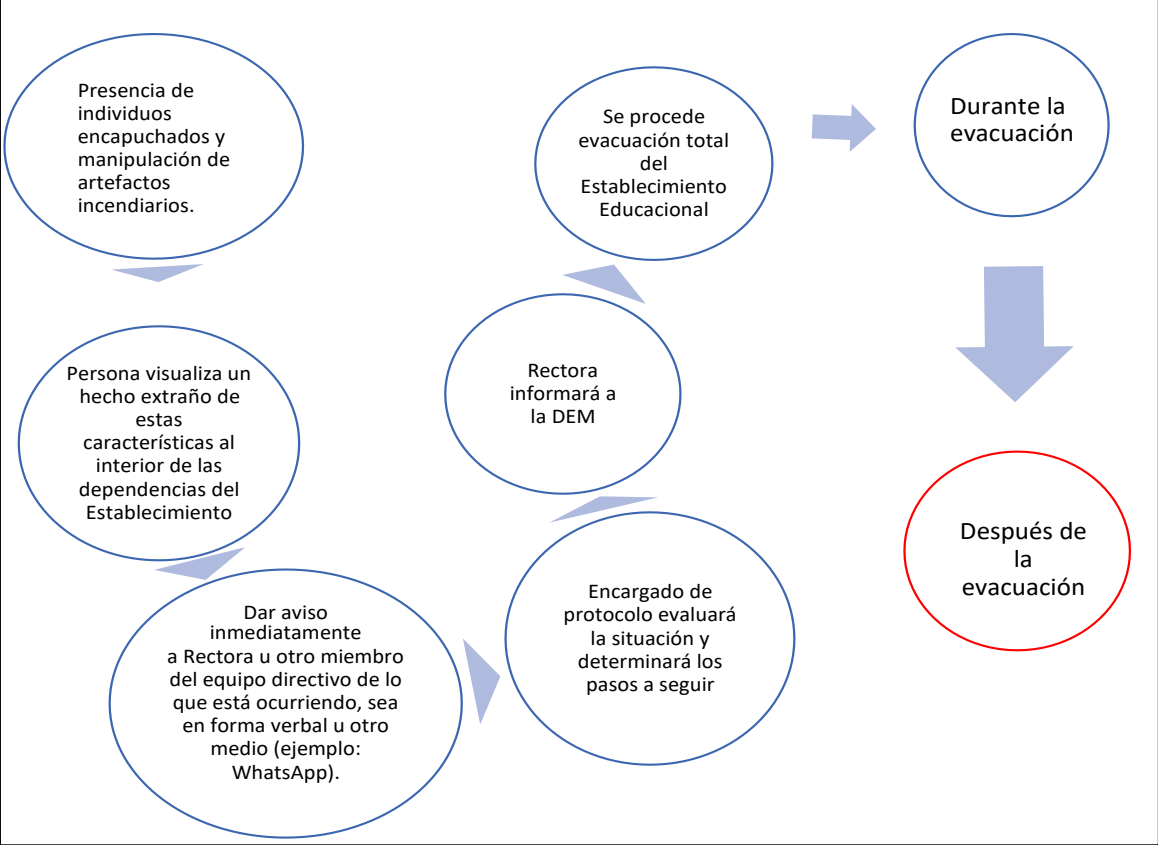 Presencia de
individuos
encapuchados y
manipulación de
artefactos
incendiarios.
Persona visualiza un
hecho extraño de
estas
características al
interior de las
dependencias del
Establecimiento
Dar aviso
inmediatamente
a Rectora u otro miembro
del equipo directivo de lo
que está ocurriendo, sea
en forma verbal u otro
medio (ejemplo:
WhatsApp).
Encargado de
protocolo evaluará
la situación y
determinará los
pasos a seguir
Rectora
informará a
la DEM
Se procede
evacuación total
del
Establecimiento
Educacional
Durante la
evacuación
Después de
la
evacuación